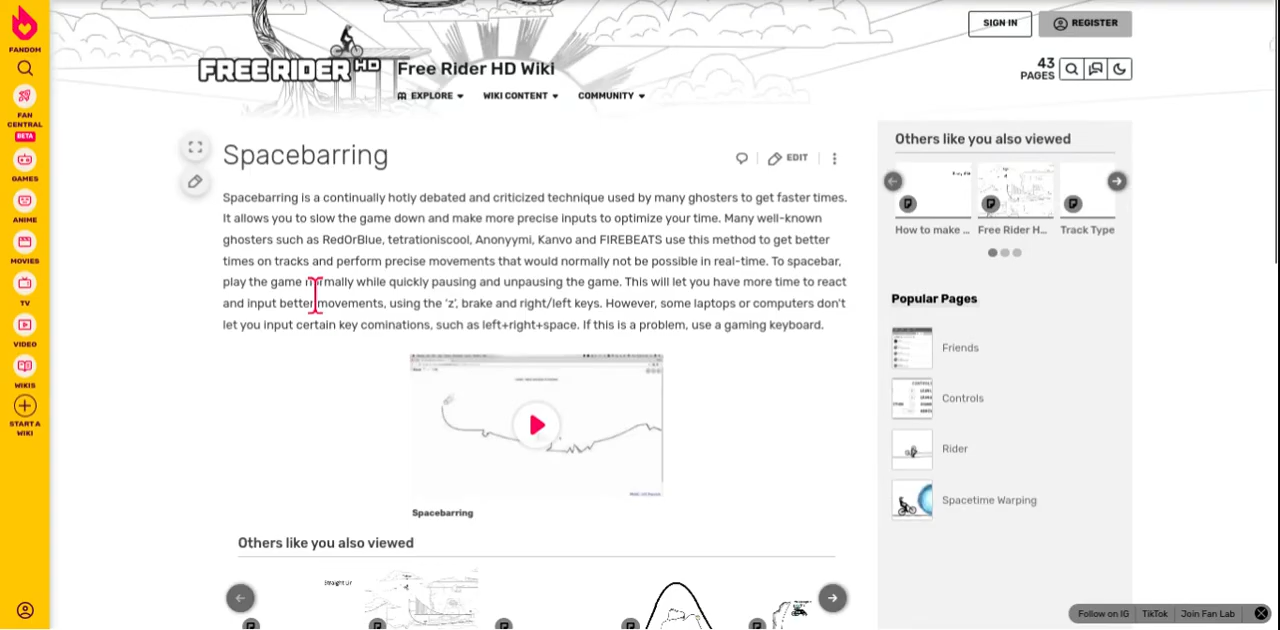 SIGN IN
REGISTER
FANDOM
FREE RIDER HD
Free Rider HD Wiki
43
PAGES
EXPLORE
WIKI CONTENT
COMMUNITY
FAN
CENTRAL
BETA
GAMES
ANIME
MOVIES
TV
VIDEO
WIKIS
START A
WIKI
Spacebarring
EDIT
Spacebarring is a continually hotly debated and criticized technique used by many ghosters to get faster times.
It allows you to slow the game down and make more precise inputs to optimize your time. Many well-known
ghosters such as RedOrBlue, tetrationiscool, Anonyymi, Kanvo and FIREBEATS use this method to get better
times on tracks and perform precise movements that would normally not be possible in real-time. To spacebar,
play the game normally while quickly pausing and unpausing the game. This will let you have more time to react
and input better movements, using the 'z', brake and right/left keys. However, some laptops or computers don't
let you input certain key cominations, such as left+right+space. If this is a problem, use a gaming keyboard.
Spacebarring
Others like you also viewed
Straight Lin
Others like you also viewed
How to make ...
Free Rider H...
Track Type
Popular Pages
Friends
Controls
Rider
Spacetime Warping
Follow on IG
TikTok
Join Fan Lab